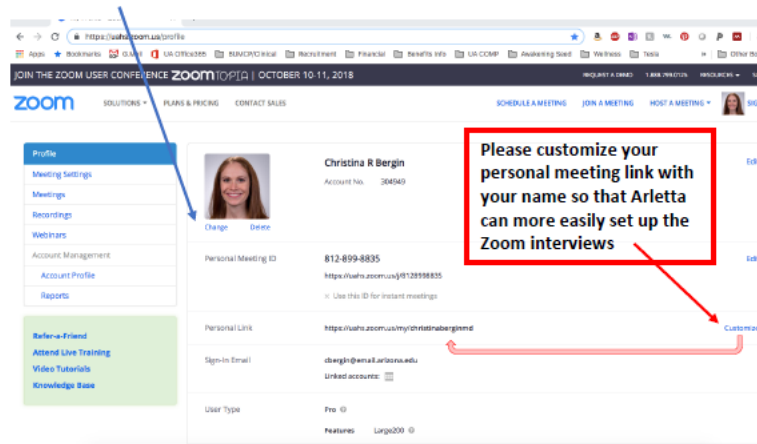 https://uahs.zoom.us/profile
Apps Bookmarks G.Mail UA Office365 BUMCP/Clinical Recruitment Financial Benefits Info UA COMP Awakening Seed Wellness Tesla » Other Bo
JOIN THE ZOOM USER CONFERENCE ZOOMTOPIA | OCTOBER 10-11, 2018 REQUEST A DEMO 1.888.799.0125 RESOURCES
zoom SOLUTIONS PLANS & PRICING CONTACT SALES SCHEDULE A MEETING JOIN A MEETING HOST A MEETING SIG
Profile
Meeting Settings
Meetings
Recordings
Webinars
Account Management
Account Profile
Reports
Refer-a-Friend
Attend Live Training
Video Tutorials
Knowledge Base
Change Delete
Christina R Bergin
Account No. 304949
Edi
Personal Meeting ID 812-899-8835 Edi
https://uahs.zoom.us/j/8128998835
× Use this ID for instant meetings
Personal Link https://uahs.zoom.us/my/christinaberginmd Customiz
Sign-In Email cbergin@email.arizona.edu
Linked accounts:
User Type Pro
Features Large200
Please customize your
personal meeting link with
your name so that Arletta
can more easily set up the
Zoom interviews